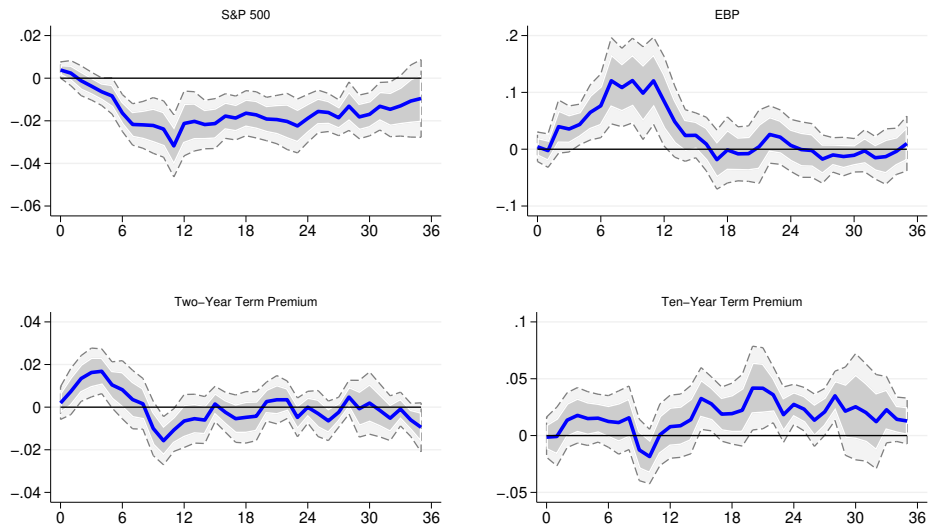 S&P 500
.02
0
−.02
−.04
−.06
0 6 12 18 24 30 36
EBP
.2
.1
0
−.1
0 6 12 18 24 30 36
Two−Year Term Premium
.04
.02
0
−.02
−.04
0 6 12 18 24 30 36
Ten−Year Term Premium
.1
.05
0
−.05
0 6 12 18 24 30 36